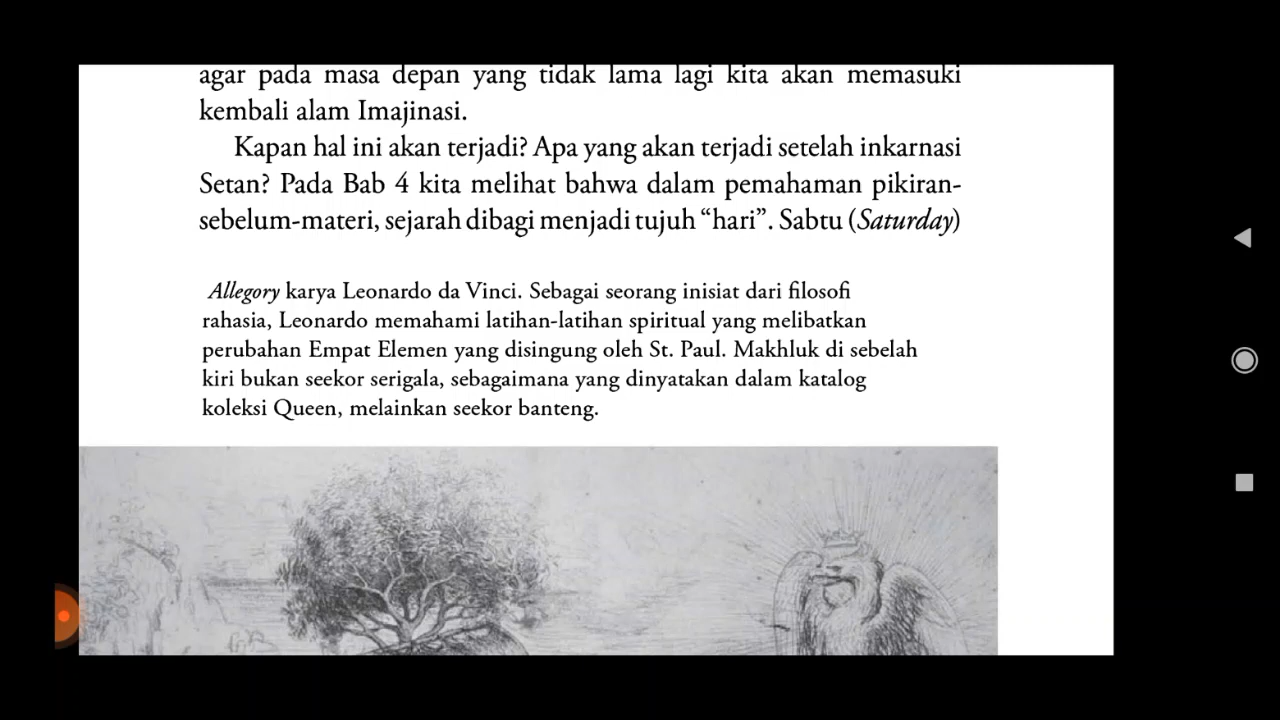 agar pada masa depan yang tidak lama lagi kita akan memasuki
kembali alam Imajinasi.
Kapan hal ini akan terjadi? Apa yang akan terjadi setelah inkarnasi
Setan? Pada Bab 4 kita melihat bahwa dalam pemahaman pikiran-
sebelum-materi, sejarah dibagi menjadi tujuh “hari”. Sabtu (Saturday)
Allegory karya Leonardo da Vinci. Sebagai seorang inisiat dari filosofi
rahasia, Leonardo memahami latihan-latihan spiritual yang melibatkan
perubahan Empat Elemen yang disingung oleh St. Paul. Makhluk di sebelah
kiri bukan seekor serigala, sebagaimana yang dinyatakan dalam katalog
koleksi Queen, melainkan seekor banteng.